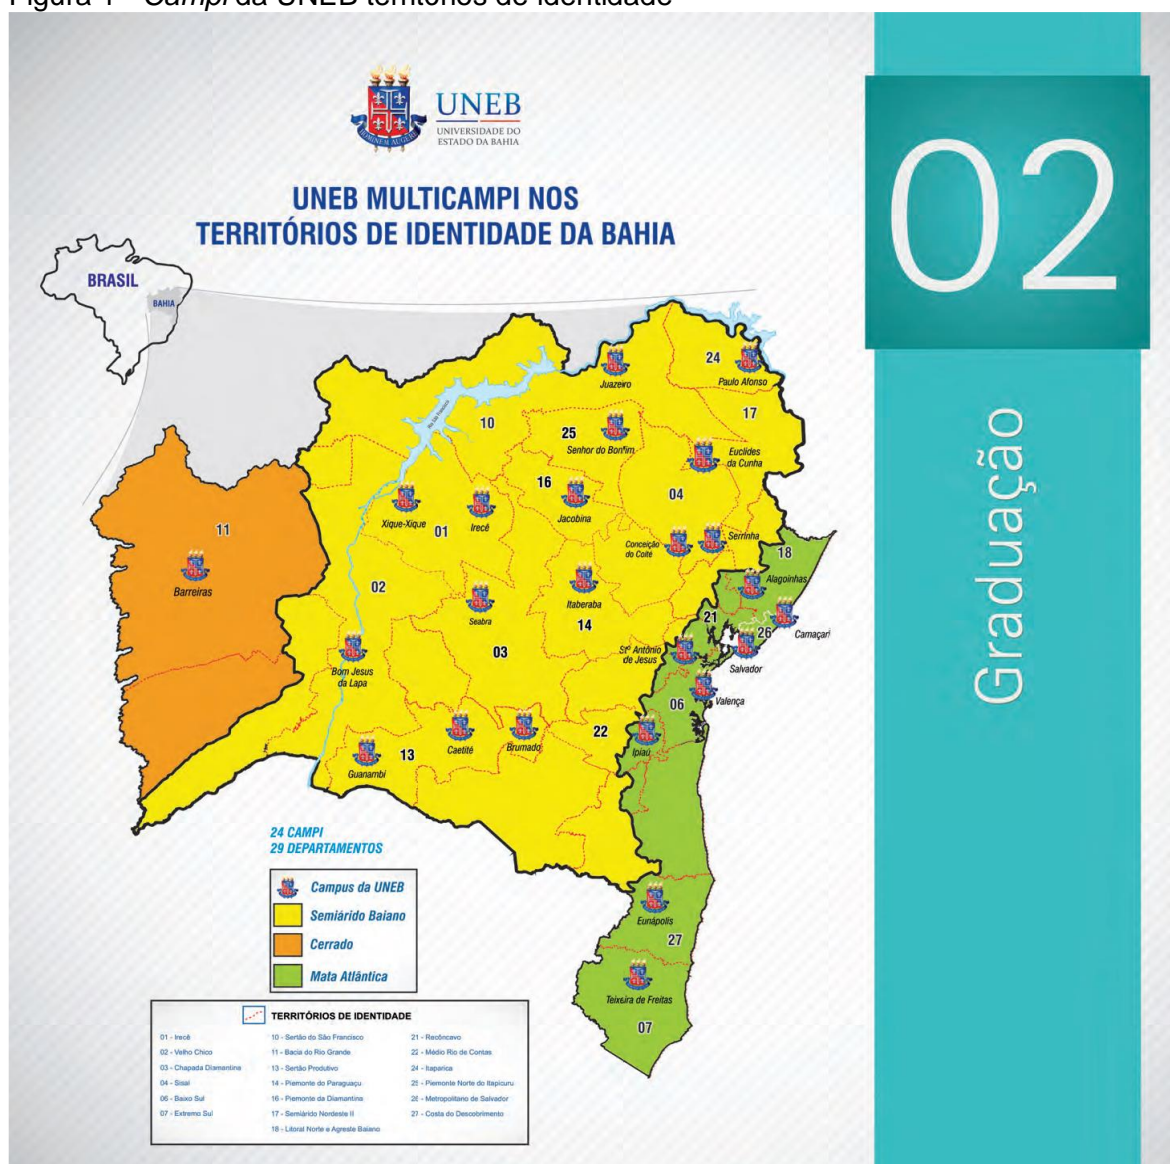 Figura 1 - Campi da UNEB territórios de identidade
UNEB
UNIVERSIDADE DO
ESTADO DA BAHIA
UNEB MULTICAMPI NOS
TERRITÓRIOS DE IDENTIDADE DA BAHIA
02
Graduação
BRASIL
BAHIA
Rio São Francisco
24
Paulo Afonso
Juazeiro
17
10
25
Senhor do Bonfim
Euclides
da Cunha
16
04
Jacobina
Xique-Xique
01
Irecê
11
Barreiras
Conceição
do Coité
Serrinha
18
Alagoinhas
02
Seabra
Itaberaba
14
21
26
Camaçari
Salvador
Stº Antônio
de Jesus
03
Bom Jesus
da Lapa
06
Valença
22
Ipiaú
Caetité
Brumado
13
Guanambi
24 CAMPI
29 DEPARTAMENTOS
Campus da UNEB
Semiárido Baiano
Cerrado
Mata Atlântica
Eunápolis
27
Teixeira de Freitas
07
TERRITÓRIOS DE IDENTIDADE
01 - Irecê
02 - Velho Chico
03 - Chapada Diamantina
04 - Sisal
06 - Baixo Sul
07 - Extremo Sul
10 - Sertão do São Francisco
11 - Bacia do Rio Grande
13 - Sertão Produtivo
14 - Piemonte do Paraguaçu
16 - Piemonte da Diamantina
17 - Semiárido Nordeste II
18 - Litoral Norte e Agreste Baiano
21 - Recôncavo
22 - Médio Rio de Contas
24 - Itaparica
25 - Piemonte Norte do Itapicuru
26 - Metropolitano de Salvador
27 - Costa do Descobrimento